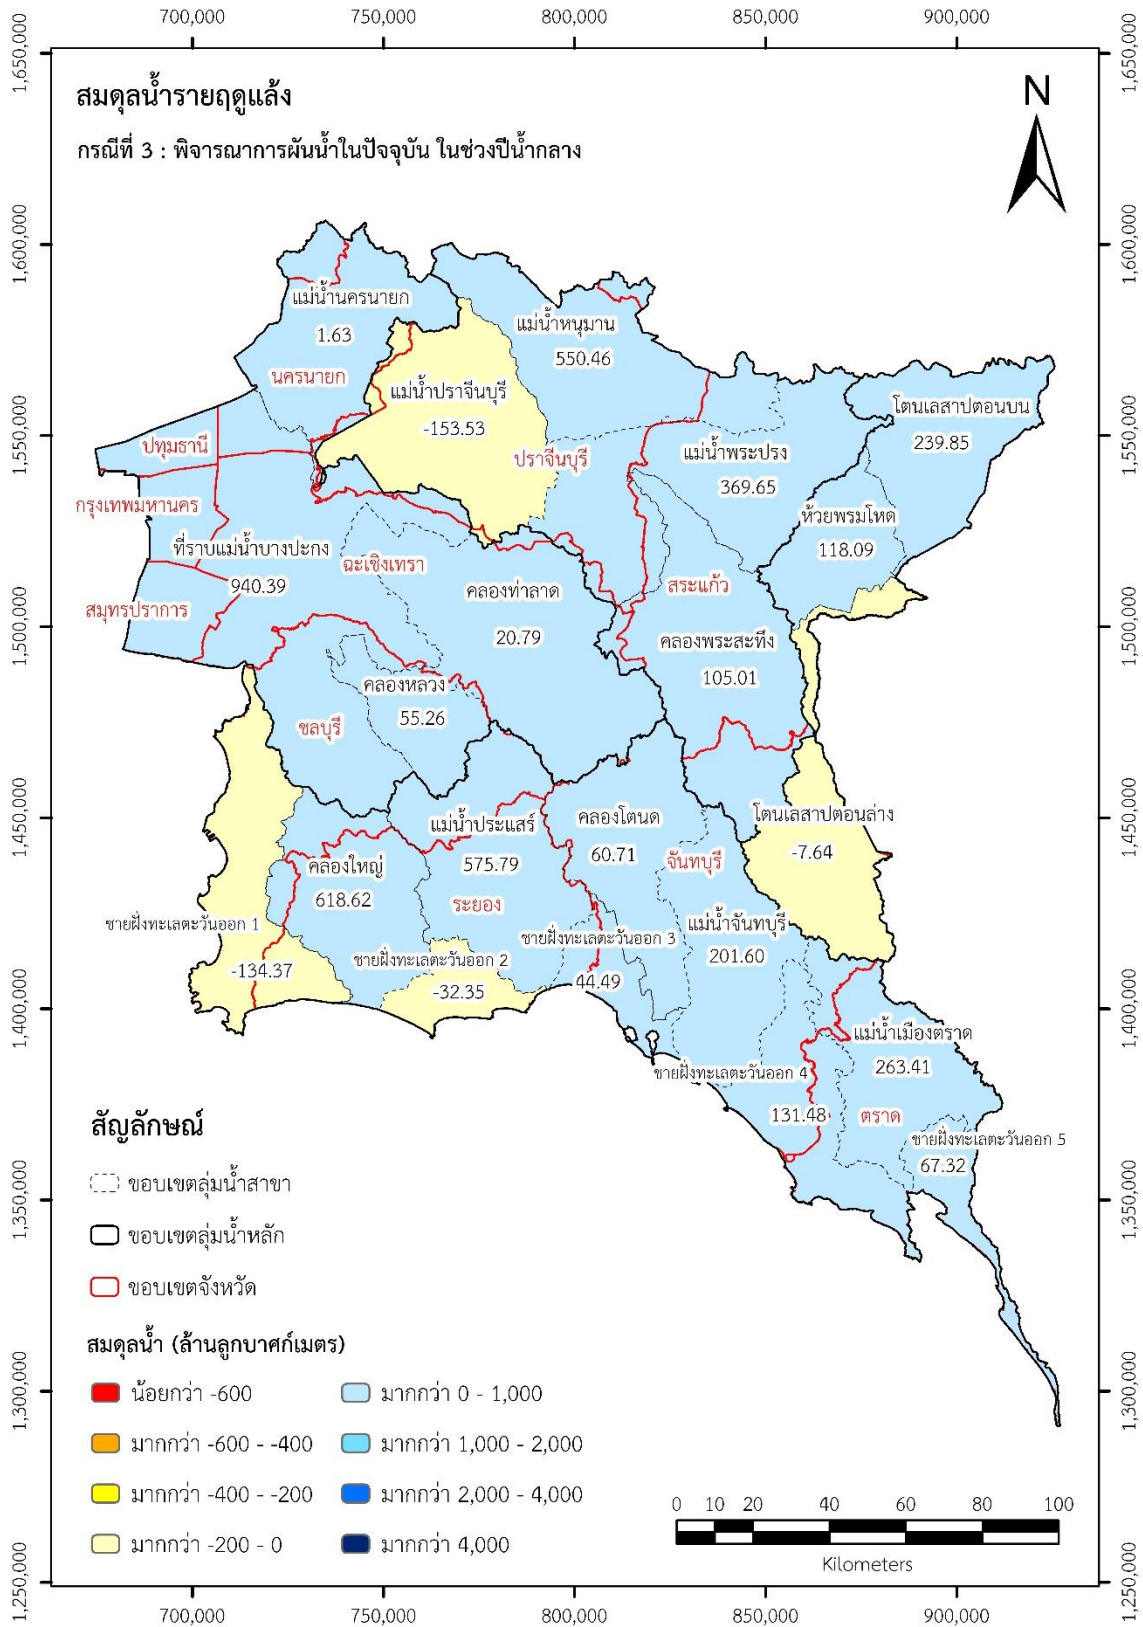 700,000 750,000 800,000 850,000 900,000
1,650,000 1,650,000
สมดุลน้ำรายฤดูแล้ง
กรณีที่ 3 : พิจารณาการผันน้ำในปัจจุบัน ในช่วงปีน้ำกลาง
N
1,600,000 1,600,000
แม่น้ำนครนายก
1.63
นครนายก
แม่น้ำหนุมาน
550.46
แม่น้ำปราจีนบุรี
-153.53
โตนเลสาปตอนบน
239.85
1,550,000 1,550,000
ปทุมธานี
ปราจีนบุรี
แม่น้ำพระปรง
369.65
กรุงเทพมหานคร
ห้วยพรมโหด
118.09
ที่ราบแม่น้ำบางปะกง
940.39
ฉะเชิงเทรา
คลองท่าลาด
20.79
สระแก้ว
สมุทรปราการ
1,500,000 1,500,000
คลองพระสะทึง
105.01
คลองหลวง
55.26
ชลบุรี
1,450,000 1,450,000
แม่น้ำประแสร์
575.79
คลองโตนด
60.71
โตนเลสาปตอนล่าง
-7.64
คลองใหญ่
618.62
จันทบุรี
ระยอง
ชายฝั่งทะเลตะวันออก 1
-134.37
ชายฝั่งทะเลตะวันออก 2
-32.35
ชายฝั่งทะเลตะวันออก 3
44.49
แม่น้ำจันทบุรี
201.60
1,400,000 1,400,000
แม่น้ำเมืองตราด
263.41
ชายฝั่งทะเลตะวันออก 4
131.48
ตราด
ชายฝั่งทะเลตะวันออก 5
67.32
1,350,000 1,350,000
สัญลักษณ์
ขอบเขตลุ่มน้ำสาขา
ขอบเขตลุ่มน้ำหลัก
ขอบเขตจังหวัด
สมดุลน้ำ (ล้านลูกบาศก์เมตร)
1,300,000 1,300,000
น้อยกว่า -600 มากกว่า 0 - 1,000
มากกว่า -600 - -400 มากกว่า 1,000 - 2,000
มากกว่า -400 - -200 มากกว่า 2,000 - 4,000
มากกว่า -200 - 0 มากกว่า 4,000
0 10 20 40 60 80 100
Kilometers
1,250,000 1,250,000
700,000 750,000 800,000 850,000 900,000